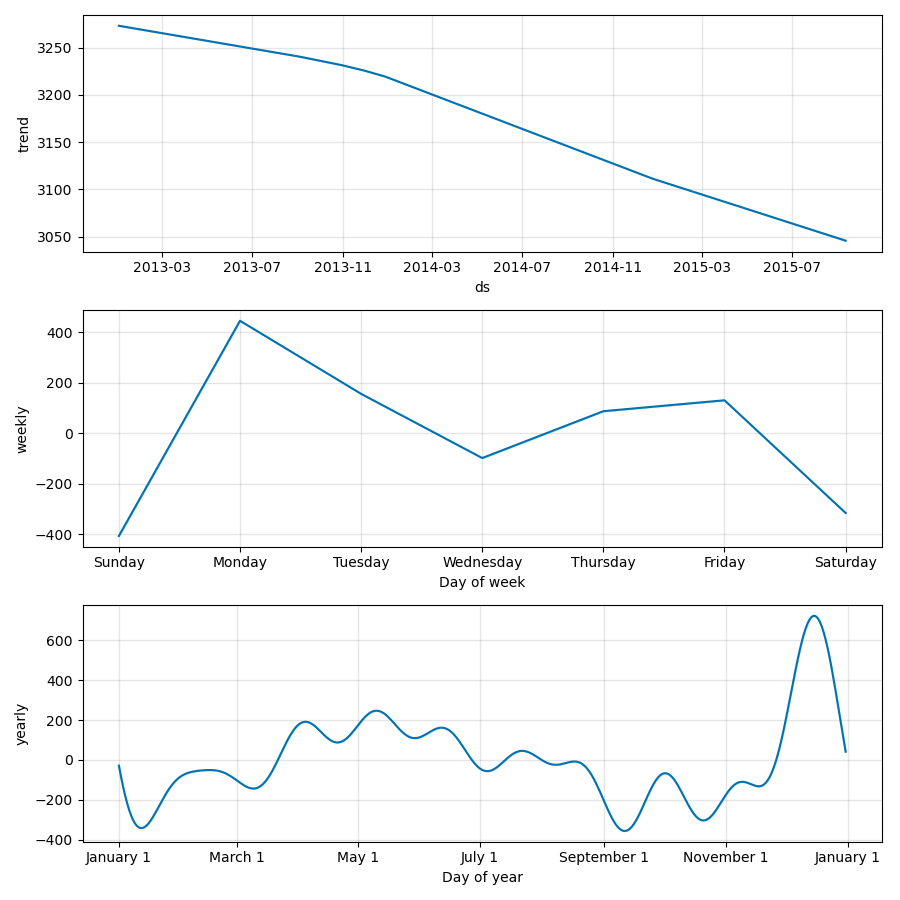 3250
3200
3150
3100
3050
trend
2013-03 2013-07 2013-11 2014-03 2014-07 2014-11 2015-03 2015-07
ds
400
200
0
−200
−400
weekly
Sunday Monday Tuesday Wednesday Thursday Friday Saturday
Day of week
600
400
200
0
−200
−400
yearly
January 1 March 1 May 1 July 1 September 1 November 1 January 1
Day of year